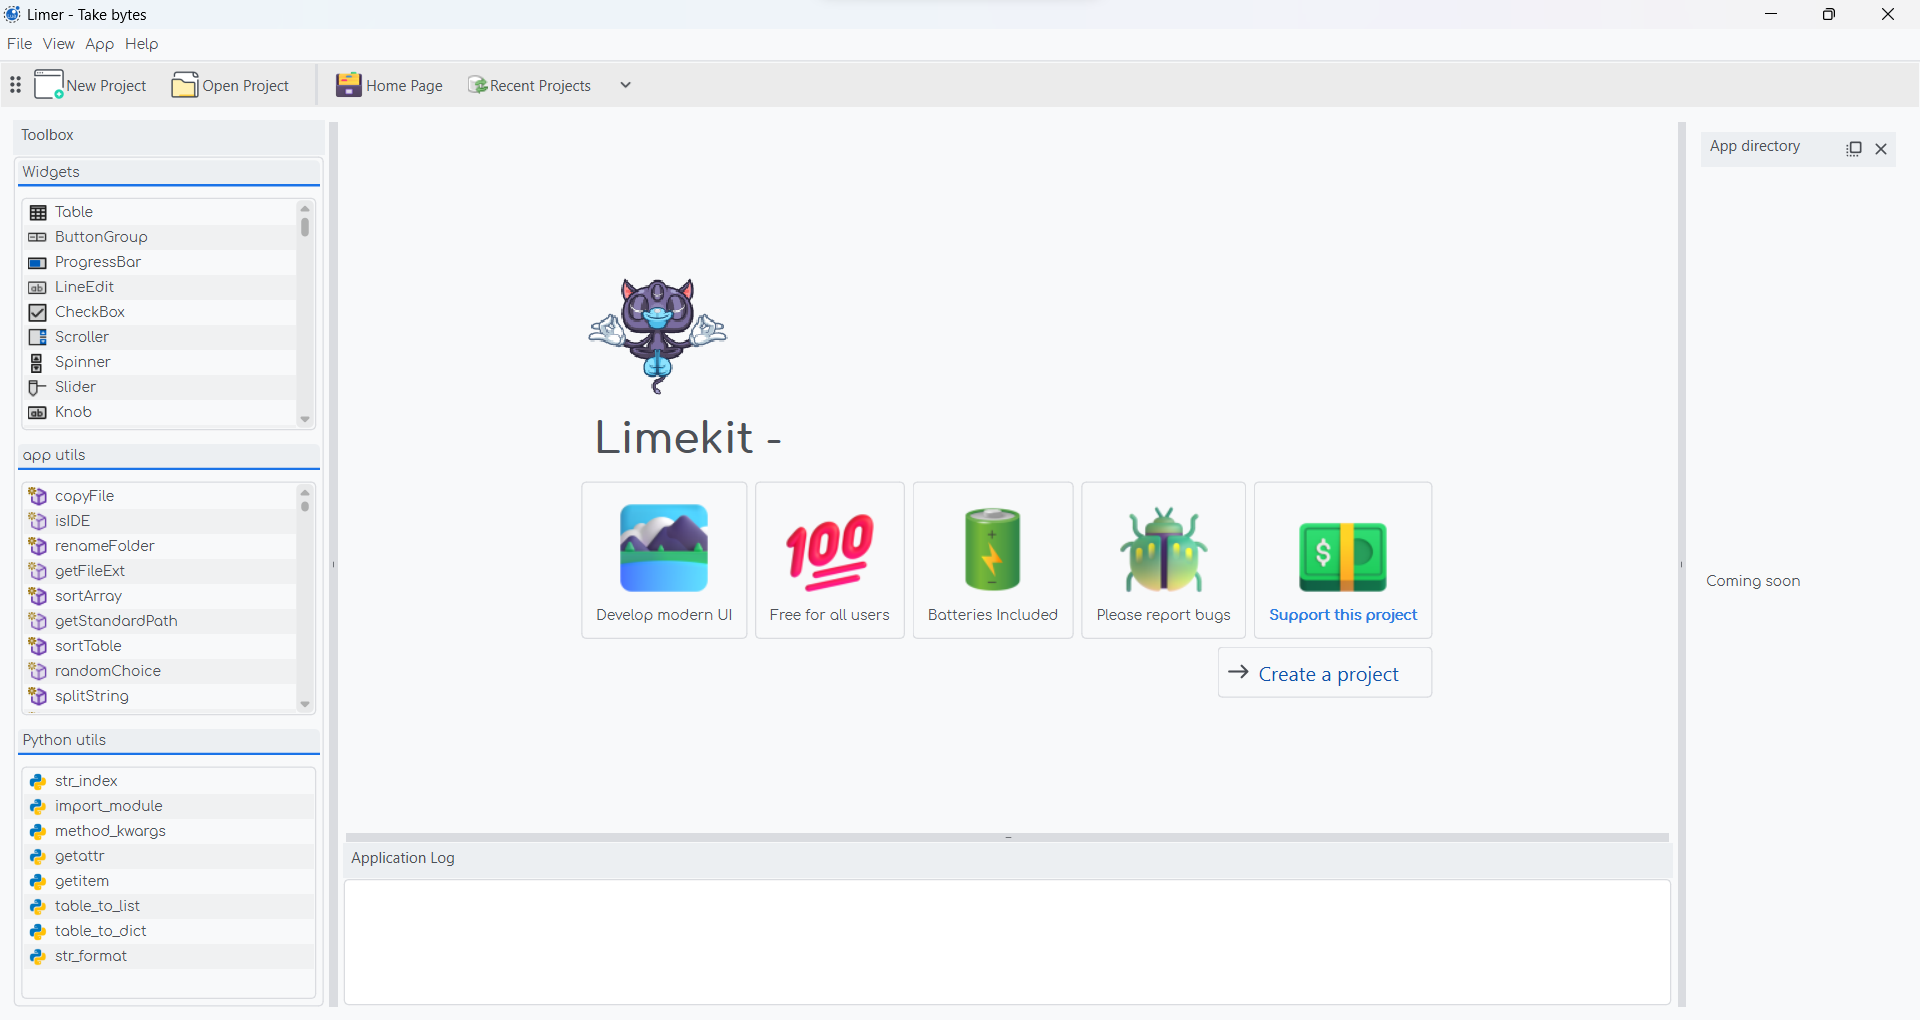 Limer - Take bytes
File View App Help
New Project Open Project Home Page Recent Projects
Toolbox
Widgets
Table
ButtonGroup
ProgressBar
LineEdit
CheckBox
Scroller
Spinner
Slider
Knob
app utils
copyFile
isIDE
renameFolder
getFileExt
sortArray
getStandardPath
sortTable
randomChoice
splitString
Python utils
str_index
import_module
method_kwargs
getattr
getitem
table_to_list
table_to_dict
str_format
Limekit -
100
Develop modern UI Free for all users Batteries Included Please report bugs Support this project
Create a project
Application Log
App directory
Coming soon